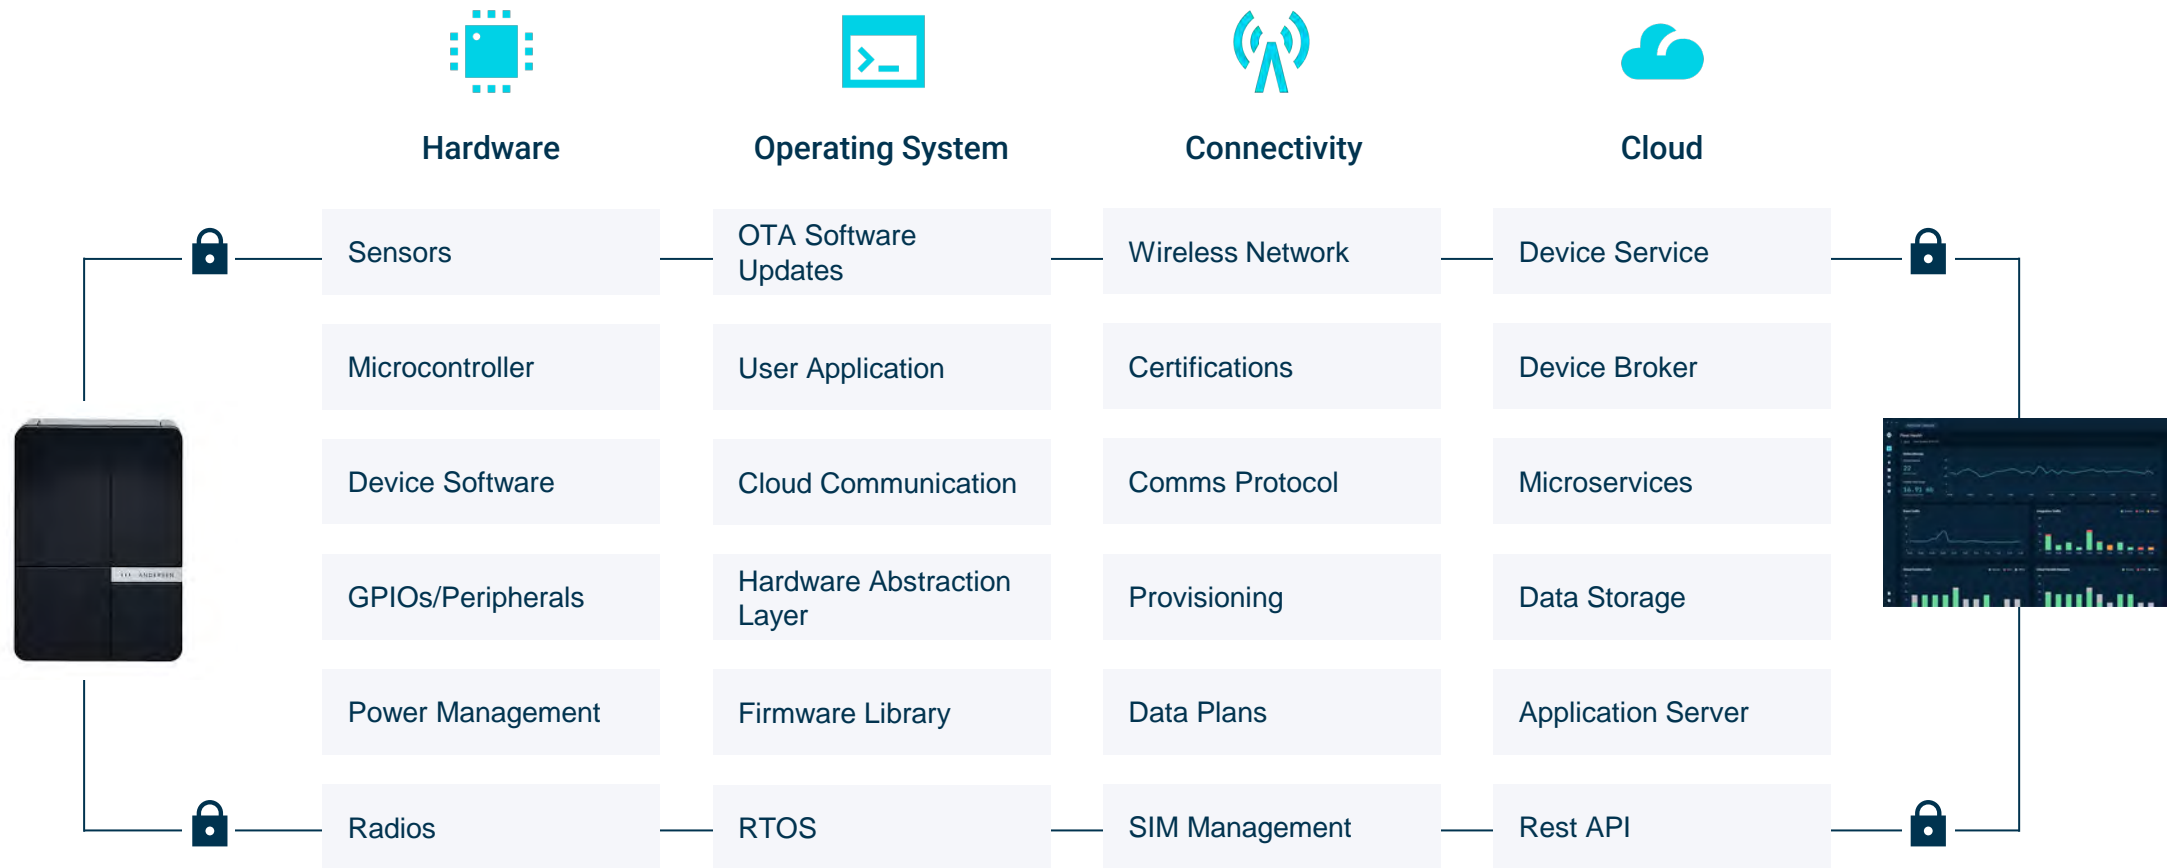 Hardware
Operating System
Connectivity
Cloud
Sensors
OTA Software
Updates
Wireless Network
Device Service
Microcontroller
User Application
Certifications
Device Broker
Device Software
Cloud Communication
Comms Protocol
Microservices
GPIOs/Peripherals
Hardware Abstraction
Layer
Provisioning
Data Storage
Power Management
Firmware Library
Data Plans
Application Server
Radios
RTOS
SIM Management
Rest API
ANDERSEN